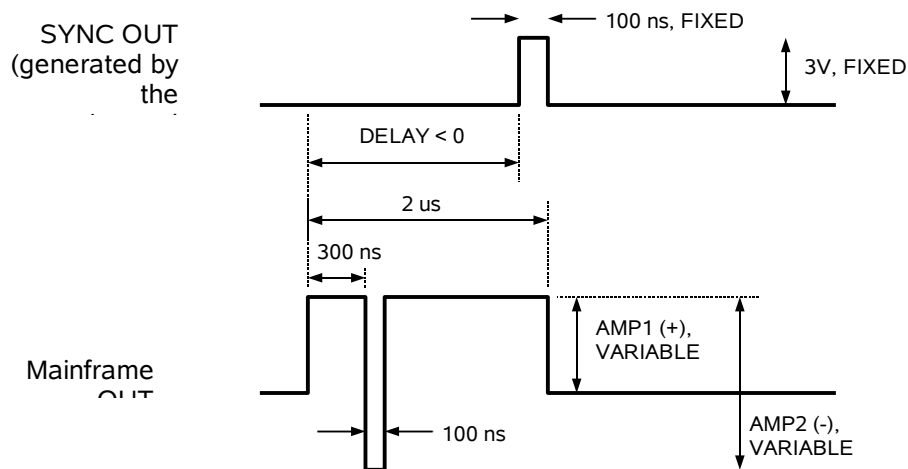 SYNC OUT
(generated by
the
100 ns, FIXED
3V, FIXED
DELAY < 0
2 us
300 ns
AMP1 (+),
VARIABLE
Mainframe
OUT
100 ns
AMP2 (-),
VARIABLE